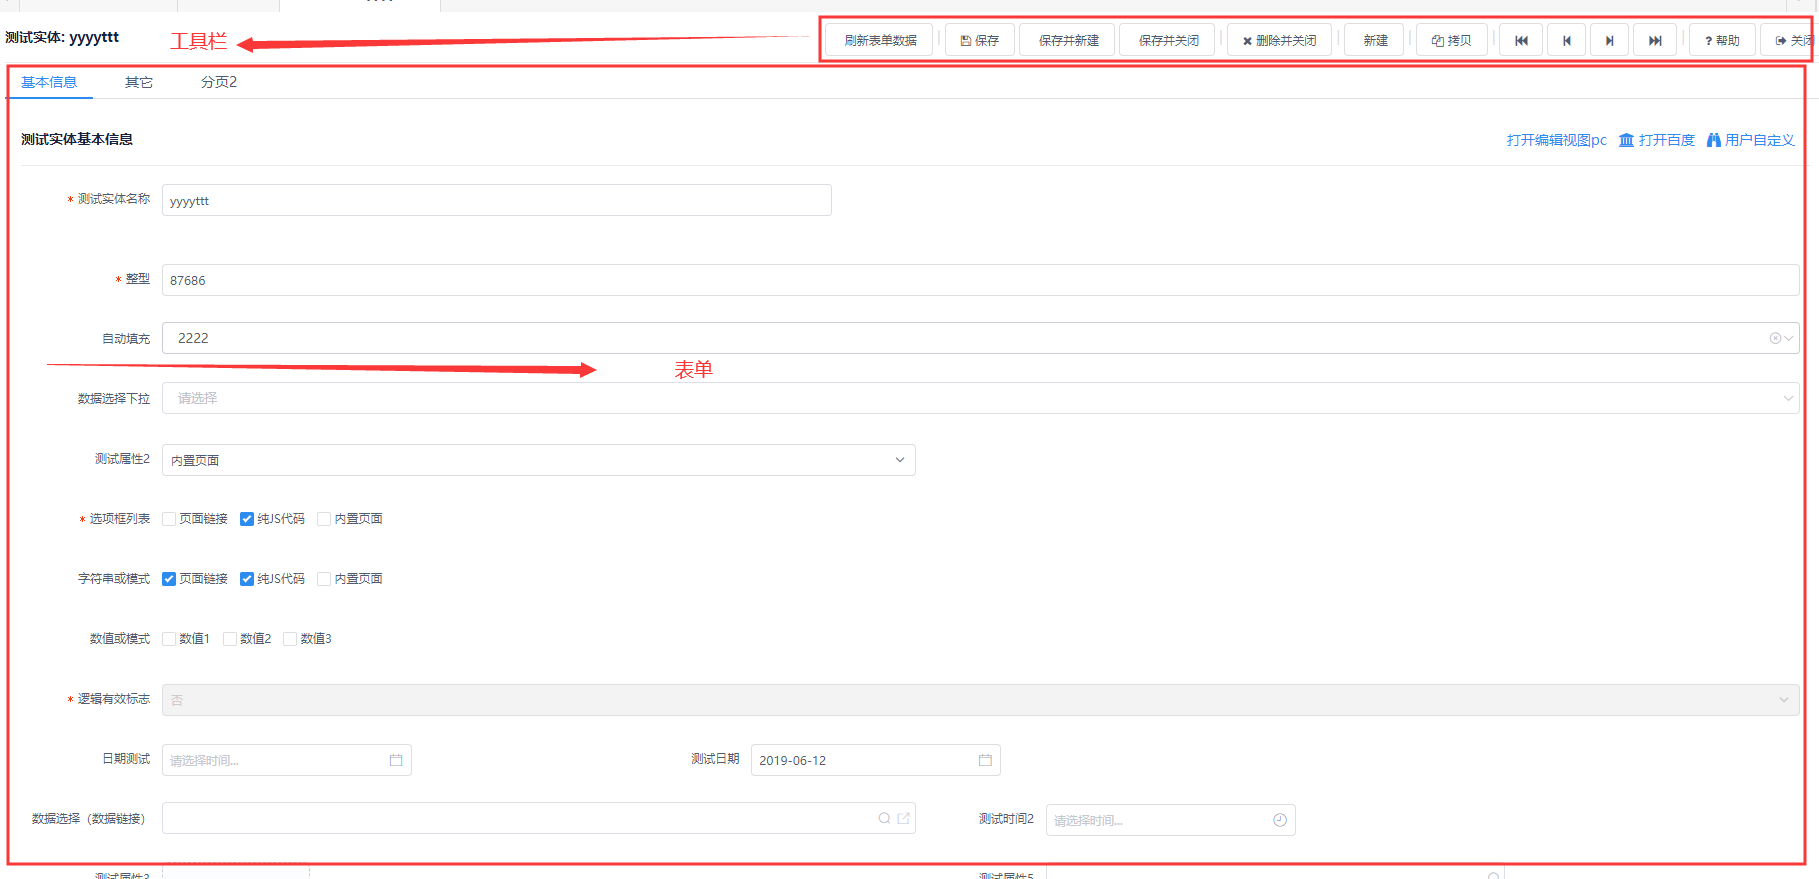 测试实体: yyyyttt
工具栏
刷新表单数据 保存 保存并新建 保存并关闭 删除并关闭 新建 拷贝 ? 帮助 关闭
基本信息 其它 分页2
测试实体基本信息
打开编辑视图pc 打开百度 用户自定义
* 测试实体名称 yyyyttt
* 整型 87686
自动填充 2222
表单
数据选择下拉 请选择
测试属性2 内置页面
* 选项框列表 页面链接 纯JS代码 内置页面
字符串或模式 页面链接 纯JS代码 内置页面
数值或模式 数值1 数值2 数值3
* 逻辑有效标志 否
日期测试 请选择时间... 测试日期 2019-06-12
数据选择（数据链接） 测试时间2 请选择时间...
测试属性3 测试属性5